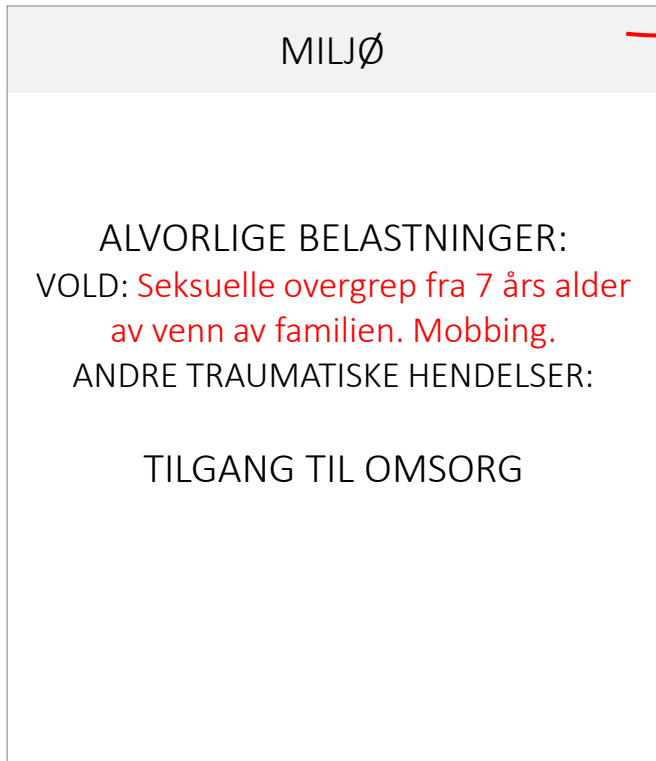 MILJØ
ALVORLIGE BELASTNINGER:
VOLD: Seksuelle overgrep fra 7 års alder
av venn av familien. Mobbing.
ANDRE TRAUMATISKE HENDELSER:
TILGANG TIL OMSORG